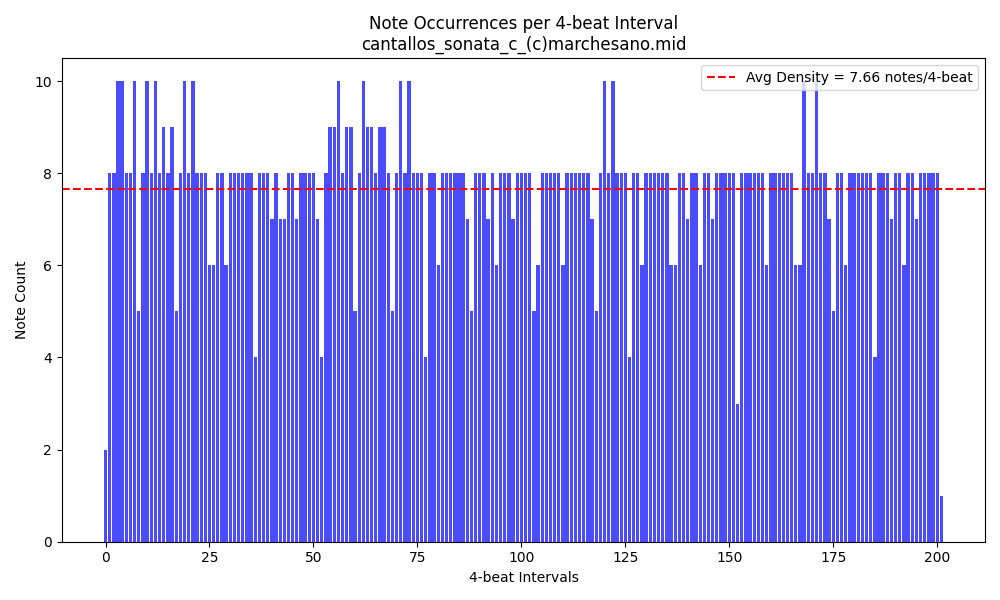 Note Occurrences per 4-beat Interval
cantallos_sonata_c_(c)marchesano.mid
Avg Density = 7.66 notes/4-beat
10
8
6
4
2
0
Note Count
0 25 50 75 100 125 150 175 200
4-beat Intervals